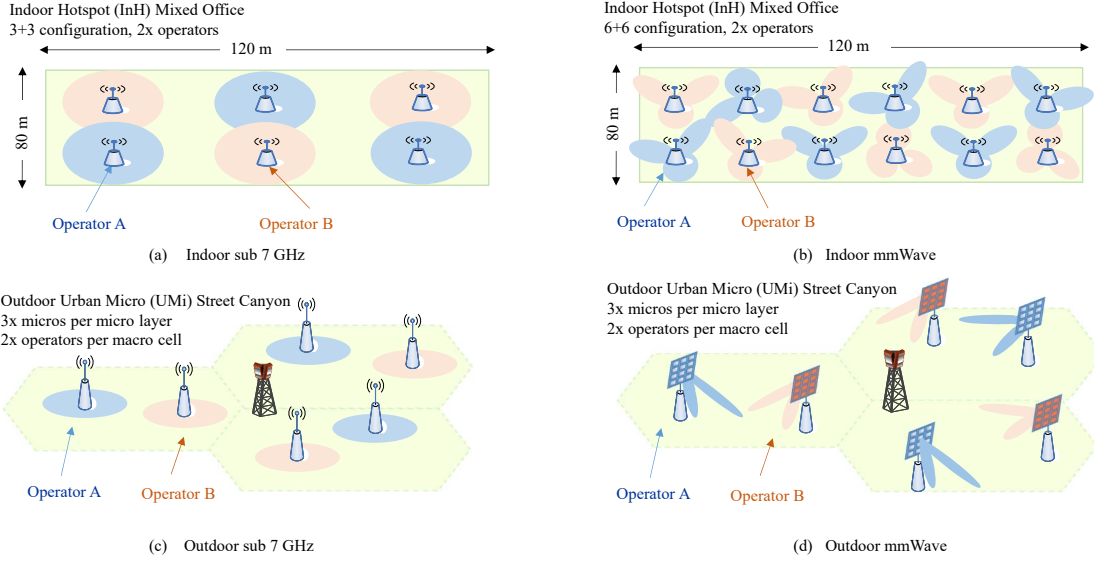 Indoor Hotspot (InH) Mixed Office
3+3 configuration, 2x operators
120 m
80 m
Operator A
Operator B
(a) Indoor sub 7 GHz
Indoor Hotspot (InH) Mixed Office
6+6 configuration, 2x operators
120 m
80 m
Operator A
Operator B
(b) Indoor mmWave
Outdoor Urban Micro (UMi) Street Canyon
3x micros per micro layer
2x operators per macro cell
Operator A
Operator B
(c) Outdoor sub 7 GHz
Outdoor Urban Micro (UMi) Street Canyon
3x micros per micro layer
2x operators per macro cell
Operator A
Operator B
(d) Outdoor mmWave